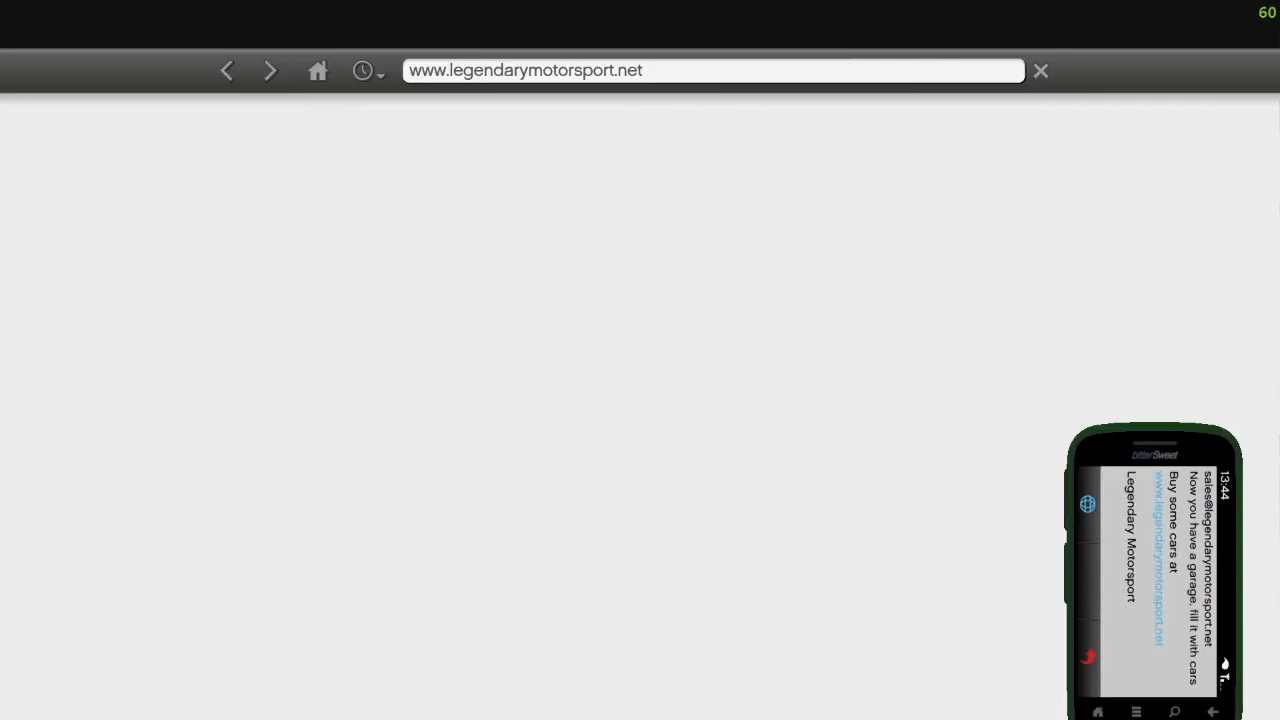 60
www.legendarymotorsport.net
bitterSweet
13:44
sales@legendarymotorsport.net
Now you have a garage, fill it with cars
Buy some cars at
www.legendarymotorsport.net
Legendary Motorsport